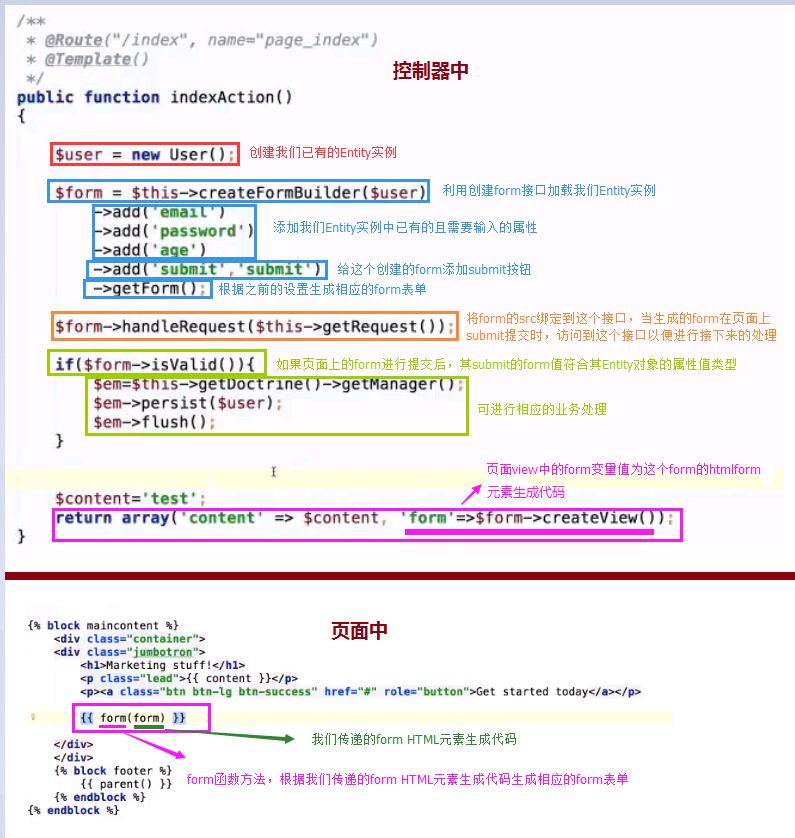 /**
* @Route("/index", name="page_index")
* @Template()
*/
控制器中
public function indexAction()
{
$user = new User(); 创建我们已有的Entity实例
$form = $this->createFormBuilder($user) 利用创建form接口加载我们Entity实例
->add('email')
->add('password') 添加我们Entity实例中已有的且需要输入的属性
->add('age')
->add('submit','submit') 给这个创建的form添加submit按钮
->getForm(); 根据之前的设置生成相应的form表单
将form的src绑定到这个接口，当生成的form在页面上
$form->handleRequest($this->getRequest());
submit提交时，访问到这个接口以便进行接下来的处理
if($form->isValid()){ 如果页面上的form进行提交后，其submit的form值符合其Entity对象的属性值类型
$em=$this->getDoctrine()->getManager();
$em->persist($user); 可进行相应的业务处理
$em->flush();
}
页面view中的form变量值为这个form的htmlform
元素生成代码
$content='test';
return array('content' => $content, 'form'=>$form->createView());
}
页面中
{% block maincontent %}
<div class="container">
<div class="jumbotron">
<h1>Marketing stuff!</h1>
<p class="lead">{{ content }}</p>
<p><a class="btn btn-lg btn-success" href="#" role="button">Get started today</a></p>
{{ form(form) }}
我们传递的form HTML元素生成代码
</div>
</div>
{% block footer %}
form函数方法，根据我们传递的form HTML元素生成代码生成相应的form表单
{{ parent() }}
{% endblock %}
{% endblock %}